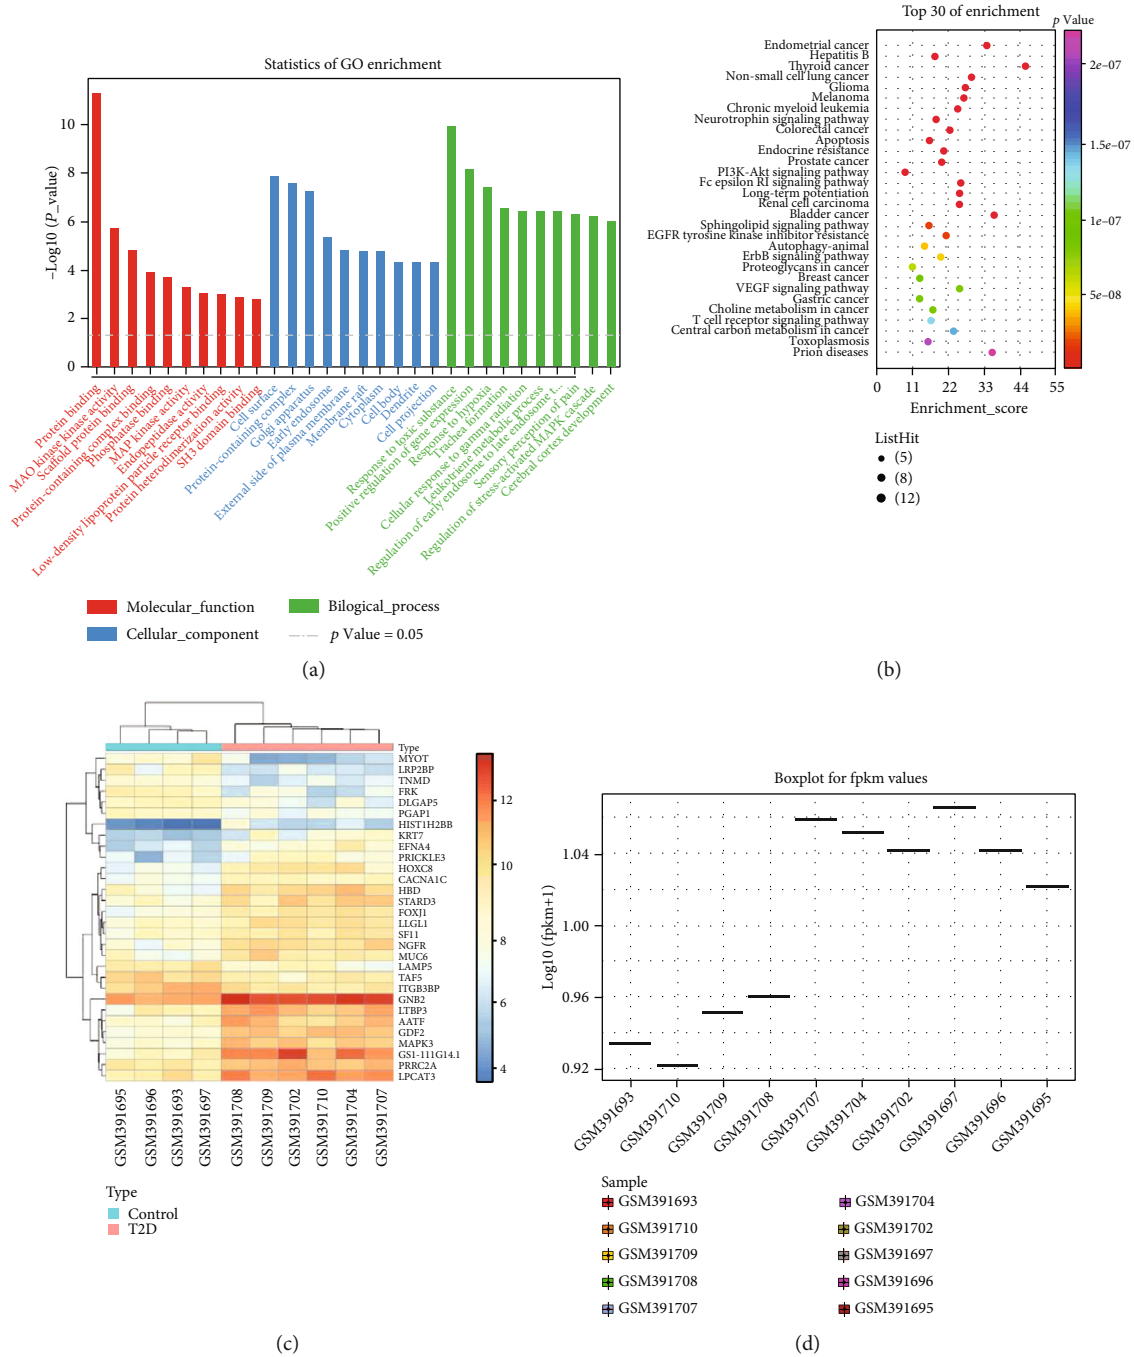 Statistics of GO enrichment
–Log10 (P_value)
10
8
6
4
2
0
Protein binding
MAO kinase kinase activity
Scaffold protein binding
Protein-containing complex binding
Phosphatase binding
MAP kinase activity
Endopeptidase activity
Low-density lipoprotein particle receptor binding
Protein heterodimerization activity
SH3 domain binding
Cell surface
Protein-containing complex
Golgi apparatus
Early endosome
External side of plasma membrane
Membrane raft
Cytoplasm
Cell body
Dendrite
Cell projection
Response to toxic substance
Positive regulation of gene expression
Response to hypoxia
Trachea formation
Cellular response to gamma radiation
Leukotriene metabolic process
Regulation of early endosome to late endosome t...
Sensory perception of pain
Regulation of stress-activated MAPK cascade
Cerebral cortex development
Molecular_function
Bilogical_process
Cellular_component
p Value = 0.05
(a)
Top 30 of enrichment
p Value
Endometrial cancer
Hepatitis B
Thyroid cancer
Non-small cell lung cancer
Glioma
Melanoma
Chronic myeloid leukemia
Neurotrophin signaling pathway
Colorectal cancer
Apoptosis
Endocrine resistance
Prostate cancer
PI3K-Akt signaling pathway
Fc epsilon RI signaling pathway
Long-term potentiation
Renal cell carcinoma
Bladder cancer
Sphingolipid signaling pathway
EGFR tyrosine kinase inhibitor resistance
Autophagy-animal
ErbB signaling pathway
Proteoglycans in cancer
Breast cancer
VEGF signaling pathway
Gastric cancer
Choline metabolism in cancer
T cell receptor signaling pathway
Central carbon metabolism in cancer
Toxoplasmosis
Prion diseases
0 11 22 33 44 55
Enrichment_score
2e–07
1.5e–07
1e–07
5e–08
ListHit
(5)
(8)
(12)
(b)
Type
MYOT
LRP2BP
TNMD
FRK
DLGAP5
PGAP1
HIST1H2BB
KRT7
EFNA4
PRICKLE3
HOXC8
CACNA1C
HBD
STARD3
FOXJ1
LLGL1
SF11
NGFR
MUC6
LAMP5
TAF5
ITGB3BP
GNB2
LTBP3
AATF
GDF2
MAPK3
GS1-111G14.1
PRRC2A
LPCAT3
12
10
8
6
4
GSM391695
GSM391696
GSM391693
GSM391697
GSM391708
GSM391709
GSM391702
GSM391710
GSM391704
GSM391707
Type
Control
T2D
(c)
Boxplot for fpkm values
Log10 (fpkm+1)
1.04
1.00
0.96
0.92
GSM391693
GSM391710
GSM391709
GSM391708
GSM391707
GSM391704
GSM391702
GSM391697
GSM391696
GSM391695
Sample
GSM391693
GSM391710
GSM391709
GSM391708
GSM391707
GSM391704
GSM391702
GSM391697
GSM391696
GSM391695
(d)